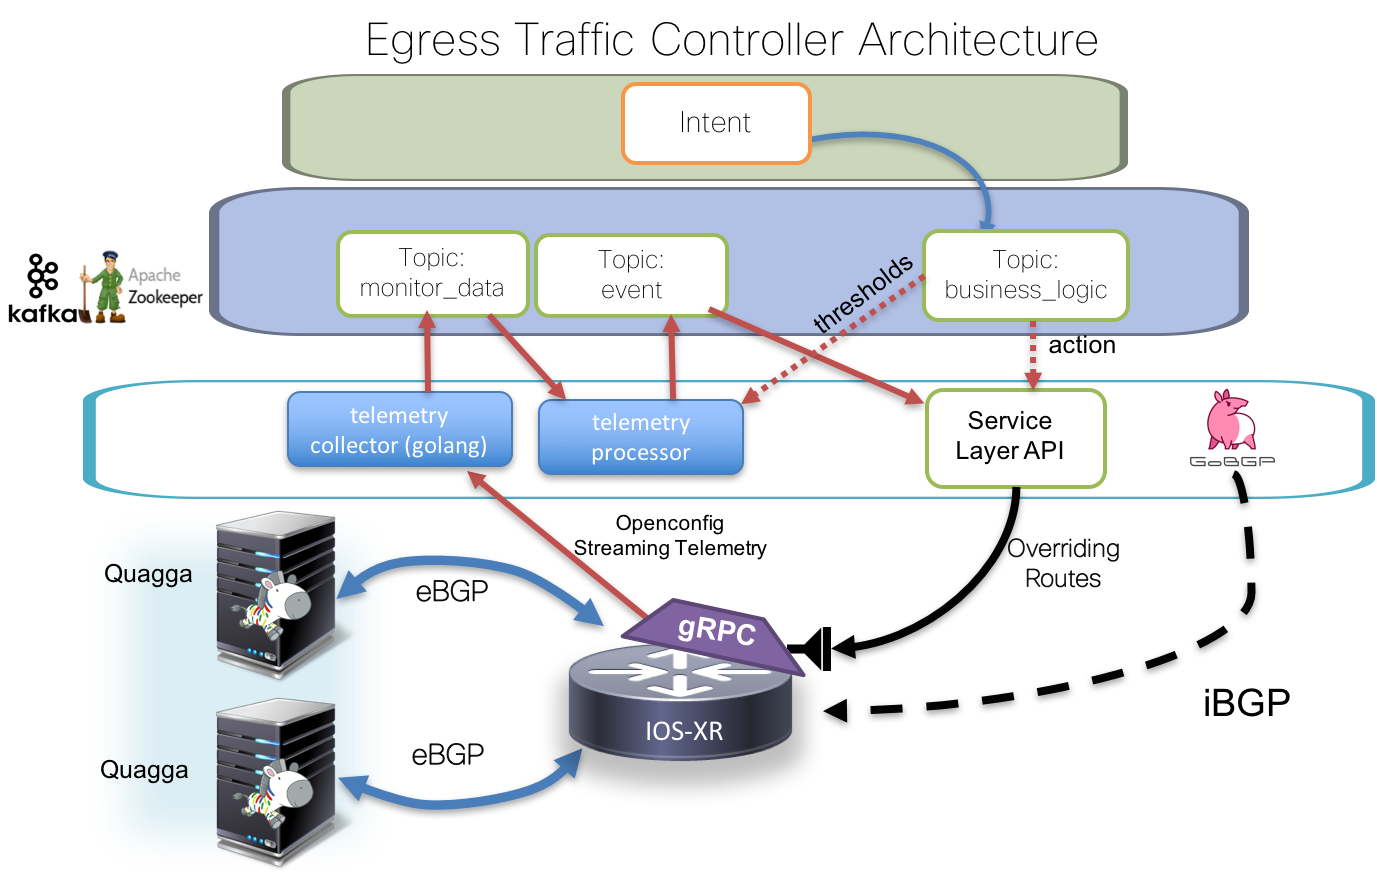 Egress Traffic Controller Architecture
Intent
Topic:
monitor_data
Topic:
event
Topic:
business_logic
kafka
Apache
Zookeeper
thresholds
action
telemetry
collector (golang)
telemetry
processor
Service
Layer API
GoBGP
Openconfig
Streaming Telemetry
Overriding
Routes
Quagga
eBGP
gRPC
iBGP
IOS-XR
Quagga
eBGP